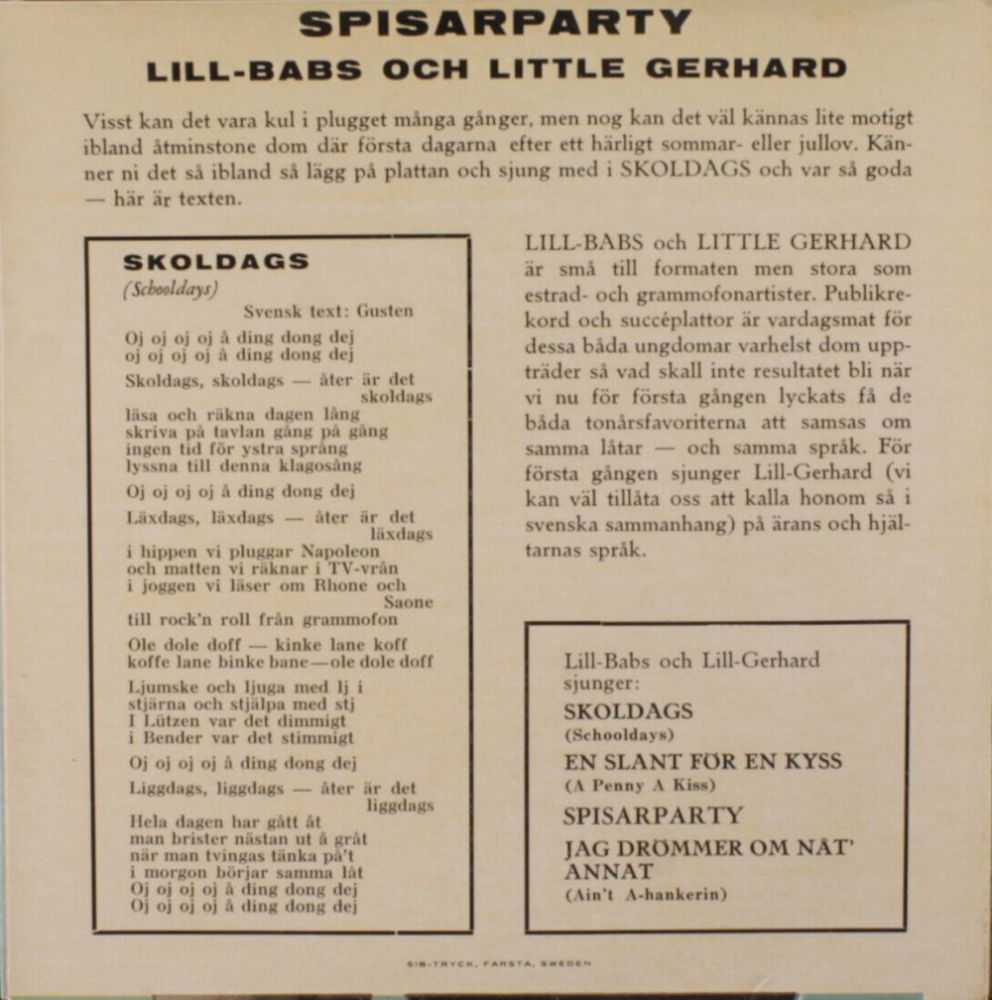 SPISARPARTY
LILL-BABS OCH LITTLE GERHARD
Visst kan det vara kul i plugget många gånger, men nog kan det väl kännas lite motigt
ibland åtminstone dom där första dagarna efter ett härligt sommar- eller jullov. Kän-
ner ni det så ibland så lägg på plattan och sjung med i SKOLDAGS och var så goda
— här är texten.
SKOLDAGS
(Schooldays)
Svensk text: Gusten
Oj oj oj oj å ding dong dej
oj oj oj oj å ding dong dej
Skoldags, skoldags — åter är det
skoldags
läsa och räkna dagen lång
skriva på tavlan gång på gång
ingen tid för ystra språng
lyssna till denna klagosång
Oj oj oj oj å ding dong dej
Läxdags, läxdags — åter är det
läxdags
i hippen vi pluggar Napoleon
och matten vi räknar i TV-vrån
i joggen vi läser om Rhone och
Saone
till rock'n roll från grammofon
Ole dole doff — kinke lane koff
koffe lane binke bane—ole dole doff
Ljumske och ljuga med lj i
stjärna och stjälpa med stj
I Lützen var det dimmigt
i Bender var det stimmigt
Oj oj oj oj å ding dong dej
Liggdags, liggdags — åter är det
liggdags
Hela dagen har gått åt
man brister nästan ut å gråt
när man tvingas tänka på't
i morgon börjar samma låt
Oj oj oj oj å ding dong dej
Oj oj oj oj å ding dong dej
LILL-BABS och LITTLE GERHARD
är små till formaten men stora som
estrad- och grammofonartister. Publikre-
kord och succéplattor är vardagsmat för
dessa båda ungdomar varhelst dom upp-
träder så vad skall inte resultatet bli när
vi nu för första gången lyckats få de
båda tonårsfavoriterna att samsas om
samma låtar — och samma språk. För
första gången sjunger Lill-Gerhard (vi
kan väl tillåta oss att kalla honom så i
svenska sammanhang) på ärans och hjäl-
tarnas språk.
Lill-Babs och Lill-Gerhard
sjunger:
SKOLDAGS
(Schooldays)
EN SLANT FÖR EN KYSS
(A Penny A Kiss)
SPISARPARTY
JAG DRÖMMER OM NÅT'
ANNAT
(Ain't A-hankerin)
SIB-TRYCK, FARSTA, SWEDEN